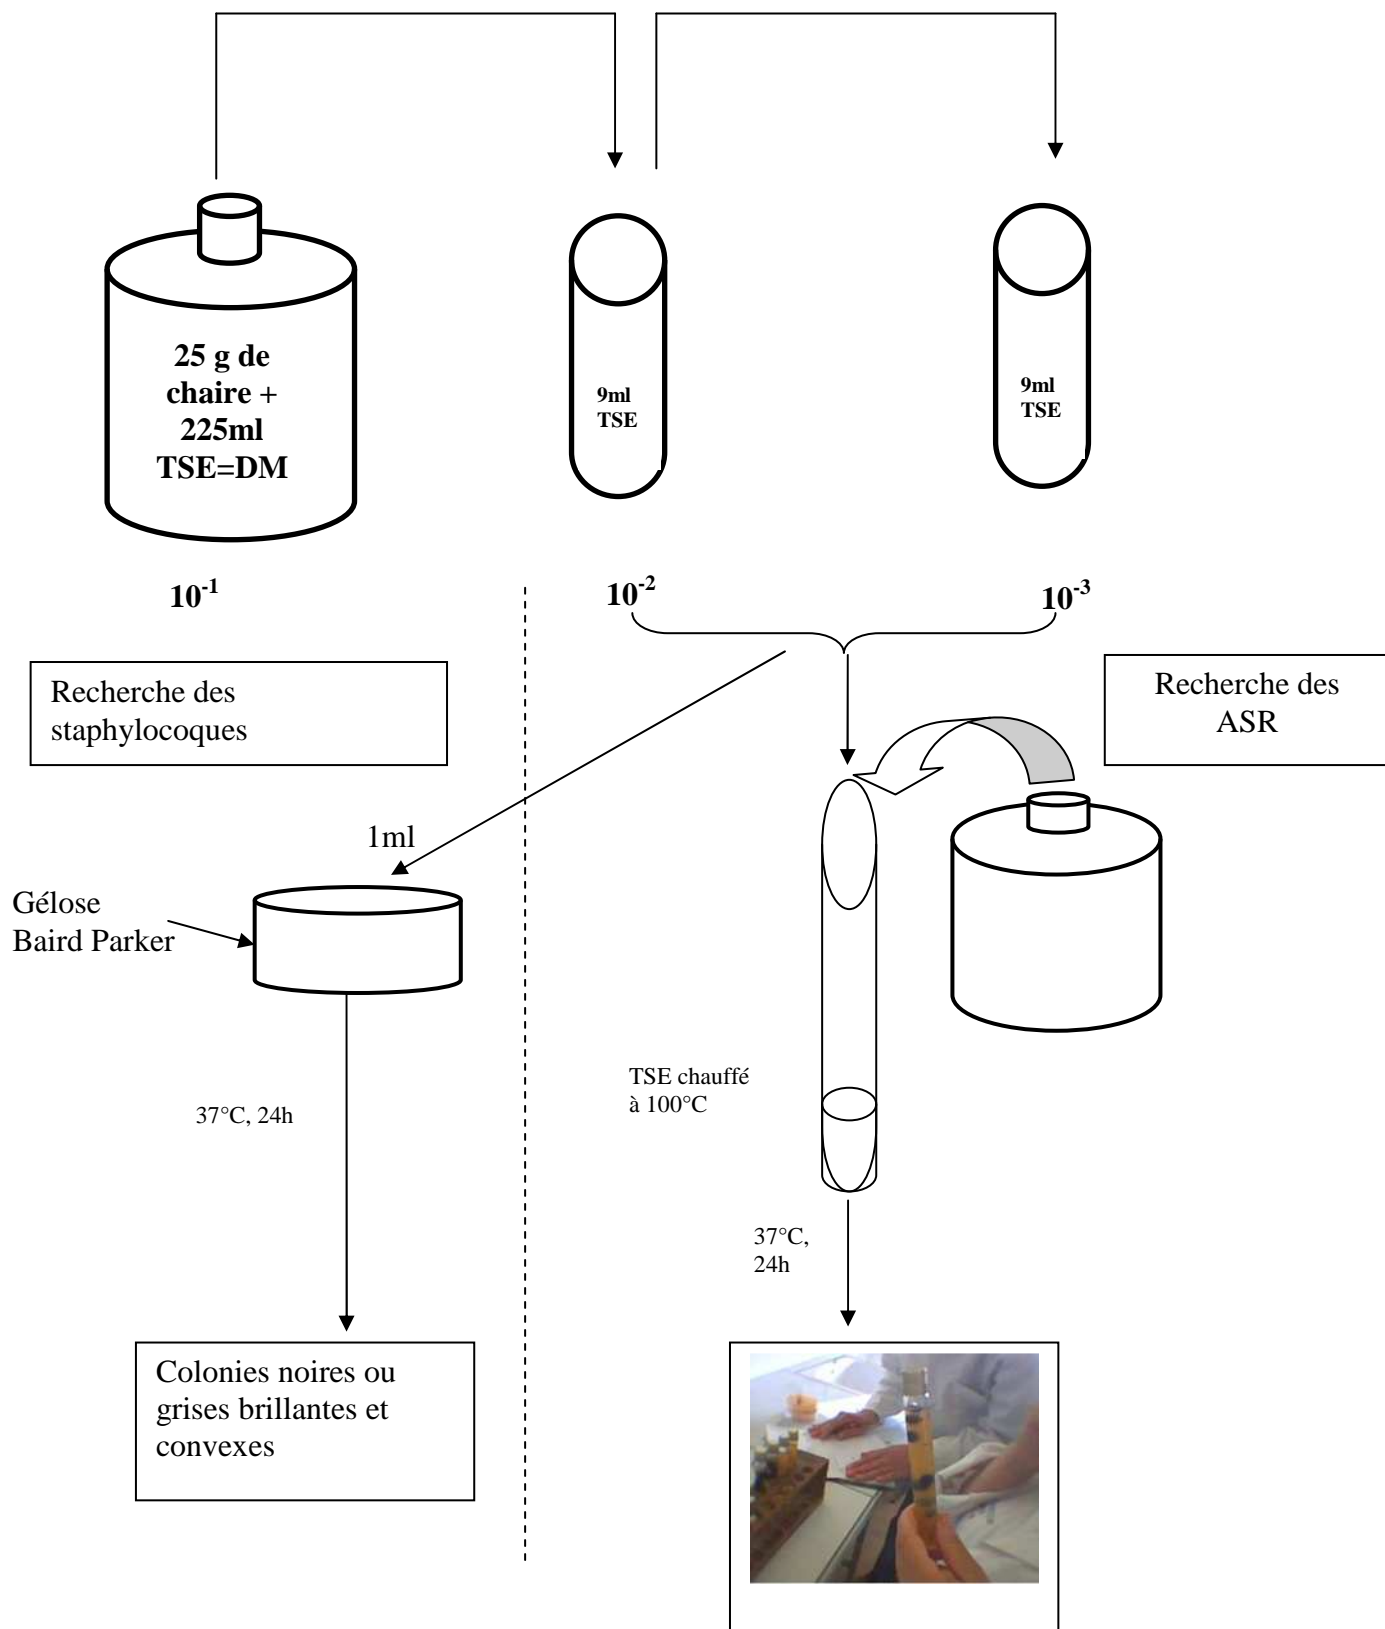 25 g de
chaire +
225ml
TSE=DM
9ml
TSE
9ml
TSE
10⁻¹
10⁻²
10⁻³
Recherche des
staphylocoques
Recherche des
ASR
1ml
Gélose
Baird Parker
TSE chauffé
à 100°C
37°C, 24h
37°C,
24h
Colonies noires ou
grises brillantes et
convexes